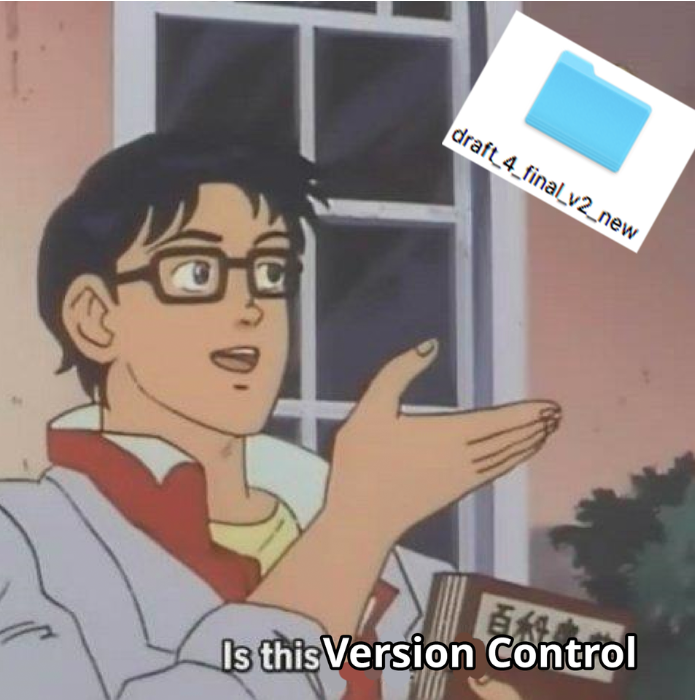 draft_4_final_v2_new
Is this Version Control